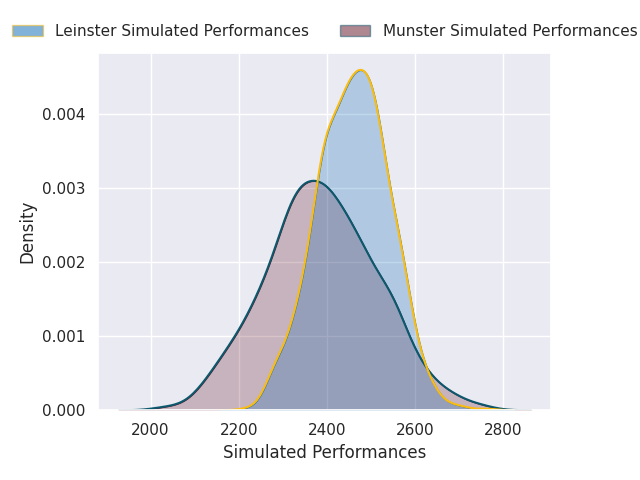 Leinster Simulated Performances
Munster Simulated Performances
0.004
0.003
0.002
0.001
0.000
Density
2000 2200 2400 2600 2800
Simulated Performances